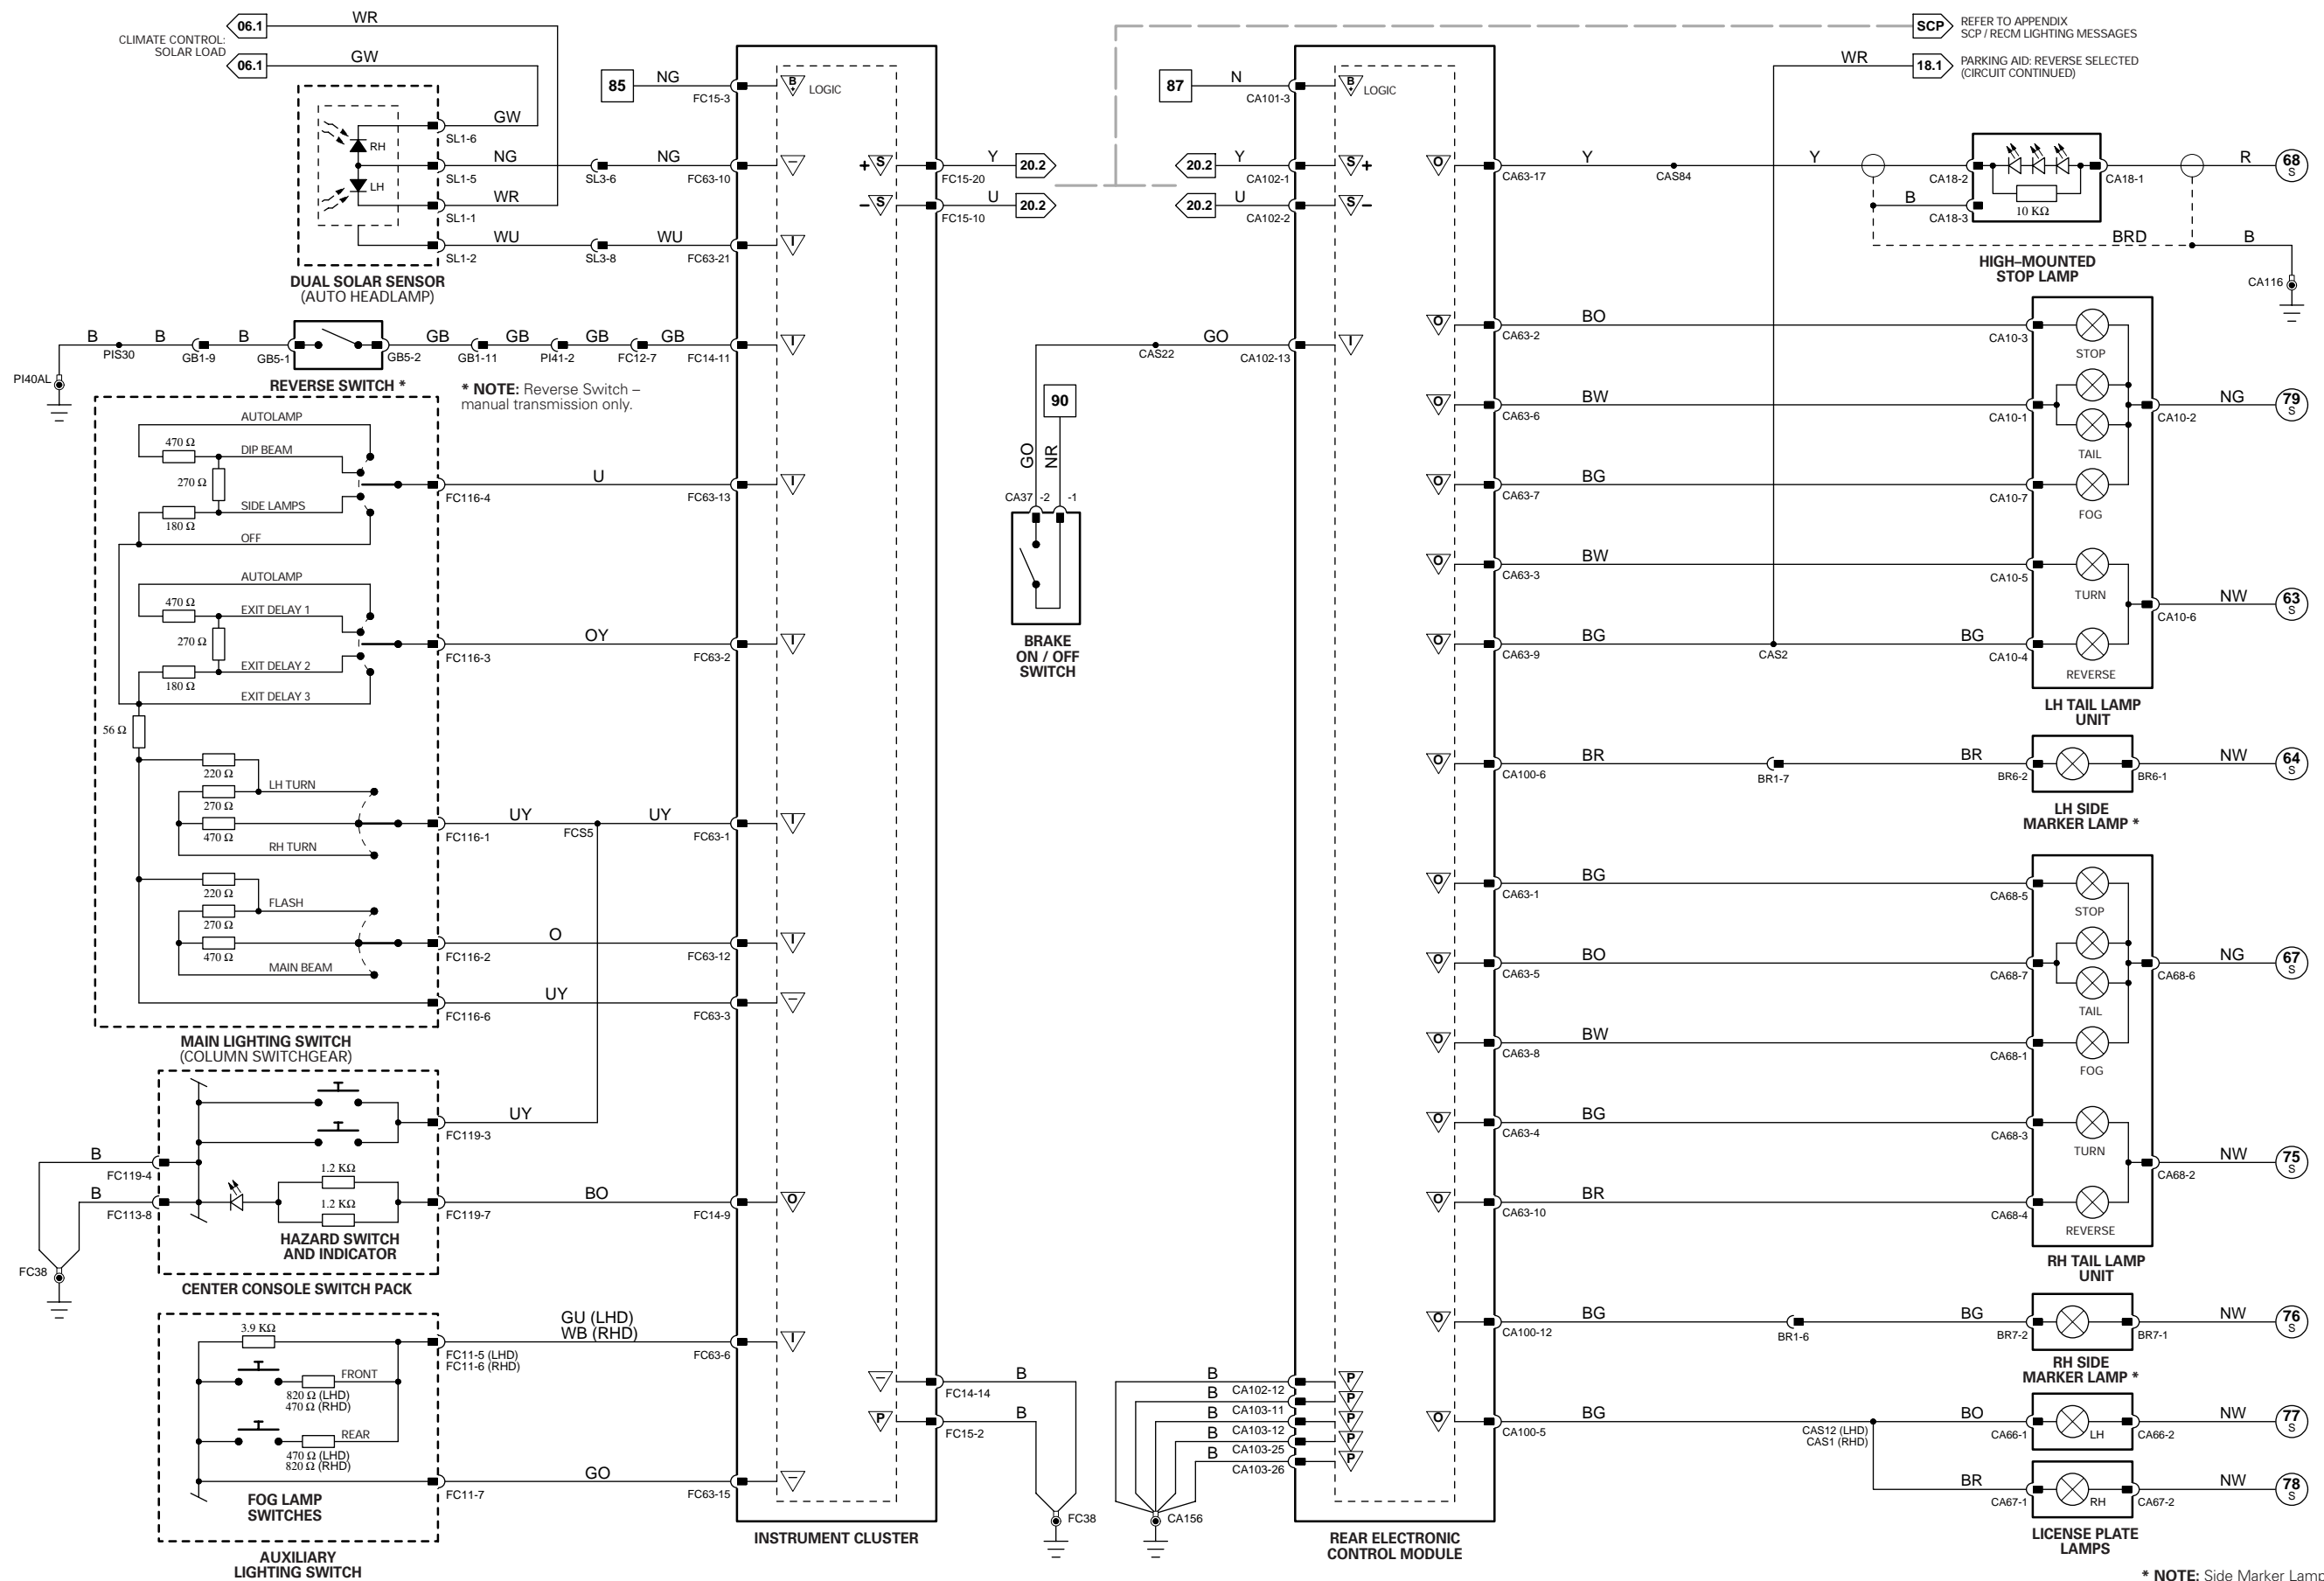 06.1
WR
CLIMATE CONTROL:
SOLAR LOAD
06.1
GW
GW
SL1-6
RH
NG
SL1-5
SL3-6
NG
FC63-10
LH
WR
SL1-1
WU
SL1-2
SL3-8
WU
FC63-21
DUAL SOLAR SENSOR
(AUTO HEADLAMP)
B
PIS30
B
GB1-9
B
GB5-1
GB5-2
GB
GB1-11
GB
PI41-2
GB
FC12-7
GB
FC14-11
PI40AL
REVERSE SWITCH *
* NOTE: Reverse Switch –
manual transmission only.
AUTOLAMP
470 Ω
DIP BEAM
270 Ω
SIDE LAMPS
180 Ω
OFF
FC116-4
U
FC63-13
AUTOLAMP
470 Ω
EXIT DELAY 1
270 Ω
EXIT DELAY 2
180 Ω
EXIT DELAY 3
FC116-3
OY
FC63-2
56 Ω
220 Ω
LH TURN
270 Ω
470 Ω
RH TURN
FC116-1
UY
FCS5
UY
FC63-1
220 Ω
FLASH
270 Ω
470 Ω
MAIN BEAM
FC116-2
O
FC63-12
FC116-6
UY
FC63-3
MAIN LIGHTING SWITCH
(COLUMN SWITCHGEAR)
UY
FC119-3
B
FC119-4
B
FC113-8
1.2 KΩ
1.2 KΩ
FC119-7
BO
FC14-9
HAZARD SWITCH
AND INDICATOR
FC38
CENTER CONSOLE SWITCH PACK
3.9 KΩ
GU (LHD)
WB (RHD)
FC11-5 (LHD)
FC11-6 (RHD)
FC63-6
FRONT
820 Ω (LHD)
470 Ω (RHD)
REAR
470 Ω (LHD)
820 Ω (RHD)
FC11-7
GO
FC63-15
FOG LAMP
SWITCHES
AUXILIARY
LIGHTING SWITCH
85
NG
FC15-3
B
+
LOGIC
–
+
S
FC15-20
Y
20.2
–
S
FC15-10
U
20.2
I
I
I
I
I
I
–
O
I
–
–
FC14-14
B
P
FC15-2
B
FC38
INSTRUMENT CLUSTER
87
N
CA101-3
B
+
LOGIC
20.2
Y
CA102-1
S
+
20.2
U
CA102-2
S
–
GO
CAS22
CA102-13
I
90
GO
NR
CA37
-2
-1
BRAKE
ON / OFF
SWITCH
B
CA102-12
P
B
CA103-11
P
B
CA103-12
P
B
CA103-25
P
B
CA103-26
P
CA156
REAR ELECTRONIC
CONTROL MODULE
SCP
REFER TO APPENDIX
SCP / RECM LIGHTING MESSAGES
WR
18.1
PARKING AID: REVERSE SELECTED
(CIRCUIT CONTINUED)
O
CA63-17
Y
CAS84
Y
CA18-2
10 KΩ
CA18-1
R
68
S
B
CA18-3
BRD
B
CA116
HIGH–MOUNTED
STOP LAMP
O
CA63-2
BO
CA10-3
STOP
O
CA63-6
BW
CA10-1
TAIL
CA10-2
NG
79
S
O
CA63-7
BG
CA10-7
FOG
O
CA63-3
BW
CA10-5
TURN
CA10-6
NW
63
S
O
CA63-9
BG
CAS2
BG
CA10-4
REVERSE
LH TAIL LAMP
UNIT
O
CA100-6
BR
BR1-7
BR
BR6-2
BR6-1
NW
64
S
LH SIDE
MARKER LAMP *
O
CA63-1
BG
CA68-5
STOP
O
CA63-5
BO
CA68-7
TAIL
CA68-6
NG
67
S
O
CA63-8
BW
CA68-1
FOG
O
CA63-4
BG
CA68-3
TURN
CA68-2
NW
75
S
O
CA63-10
BR
CA68-4
REVERSE
RH TAIL LAMP
UNIT
O
CA100-12
BG
BR1-6
BG
BR7-2
BR7-1
NW
76
S
RH SIDE
MARKER LAMP *
O
CA100-5
BG
CAS12 (LHD)
CAS1 (RHD)
BO
CA66-1
LH
CA66-2
NW
77
S
BR
CA67-1
RH
CA67-2
NW
78
S
LICENSE PLATE
LAMPS
* NOTE: Side Marker Lamp